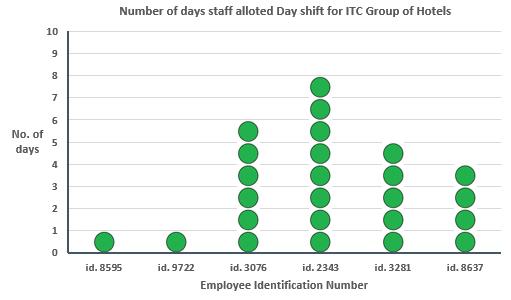 Number of days staff alloted Day shift for ITC Group of Hotels
10
9
8
7
6
5
4
3
2
1
0
No. of
days
id. 8595 id. 9722 id. 3076 id. 2343 id. 3281 id. 8637
Employee Identification Number